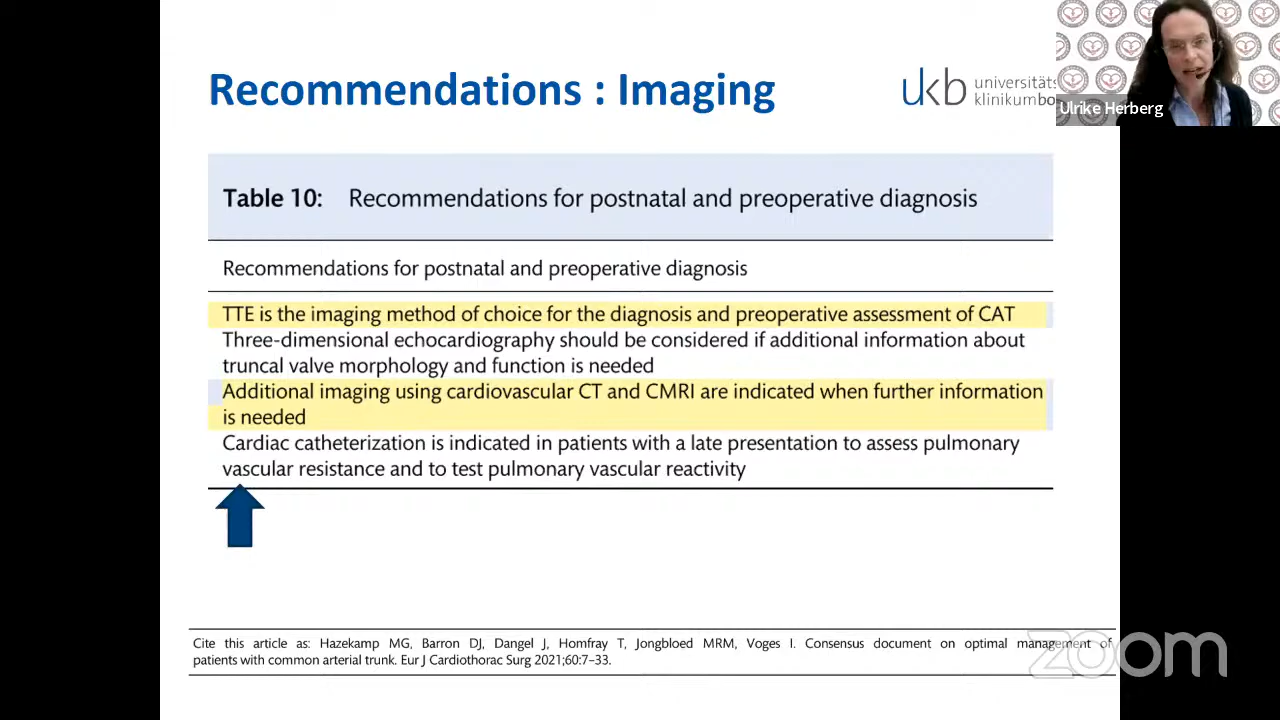 Recommendations : Imaging
ukb universitäts
klinikumbo
Ulrike Herberg
Table 10: Recommendations for postnatal and preoperative diagnosis
Recommendations for postnatal and preoperative diagnosis
TTE is the imaging method of choice for the diagnosis and preoperative assessment of CAT
Three-dimensional echocardiography should be considered if additional information about
truncal valve morphology and function is needed
Additional imaging using cardiovascular CT and CMRI are indicated when further information
is needed
Cardiac catheterization is indicated in patients with a late presentation to assess pulmonary
vascular resistance and to test pulmonary vascular reactivity
Cite this article as: Hazekamp MG, Barron DJ, Dangel J, Homfray T, Jongbloed MRM, Voges I. Consensus document on optimal management of
patients with common arterial trunk. Eur J Cardiothorac Surg 2021;60:7–33.
zoom